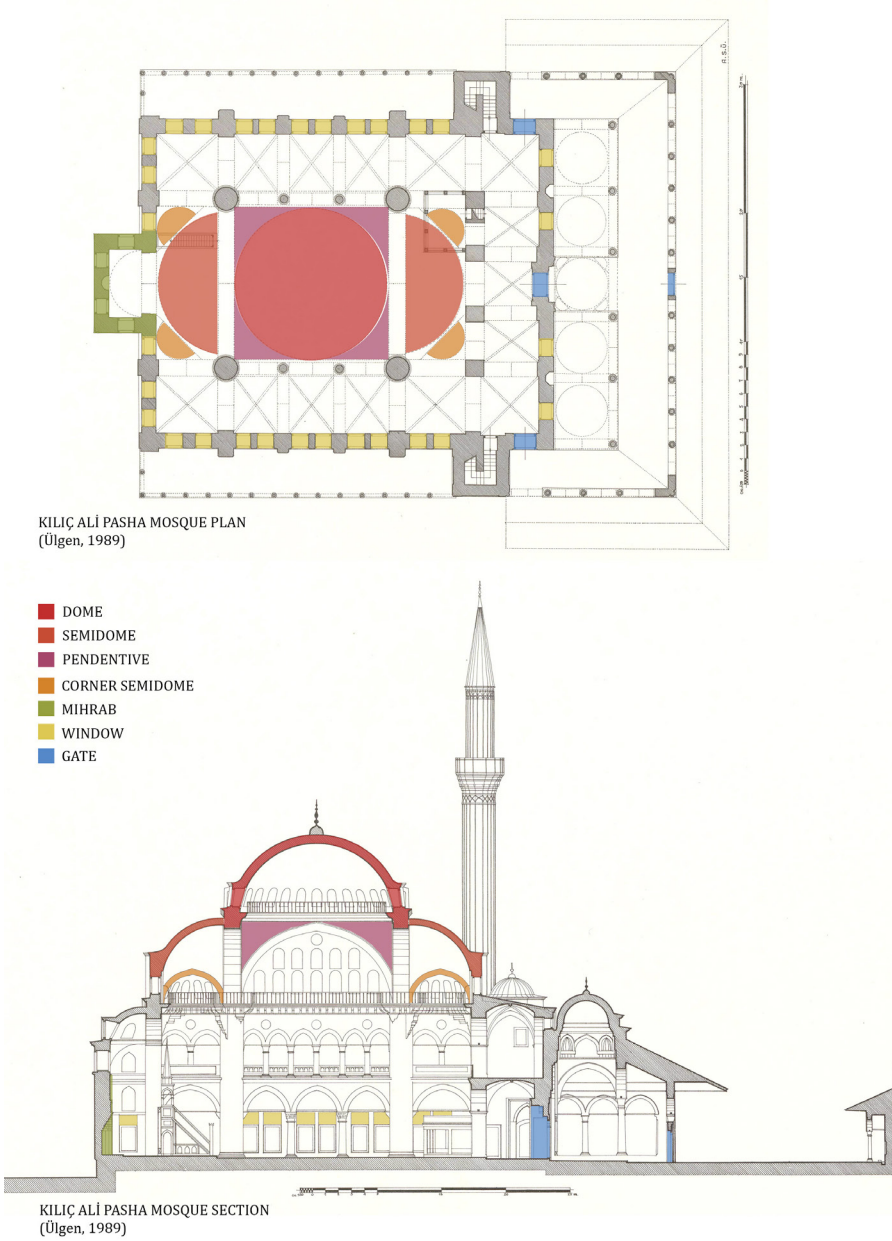 A.S.Ü.
KILIÇ ALİ PASHA MOSQUE PLAN
(Ülgen, 1989)
DOME
SEMIDOME
PENDENTIVE
CORNER SEMIDOME
MIHRAB
WINDOW
GATE
KILIÇ ALİ PASHA MOSQUE SECTION
(Ülgen, 1989)